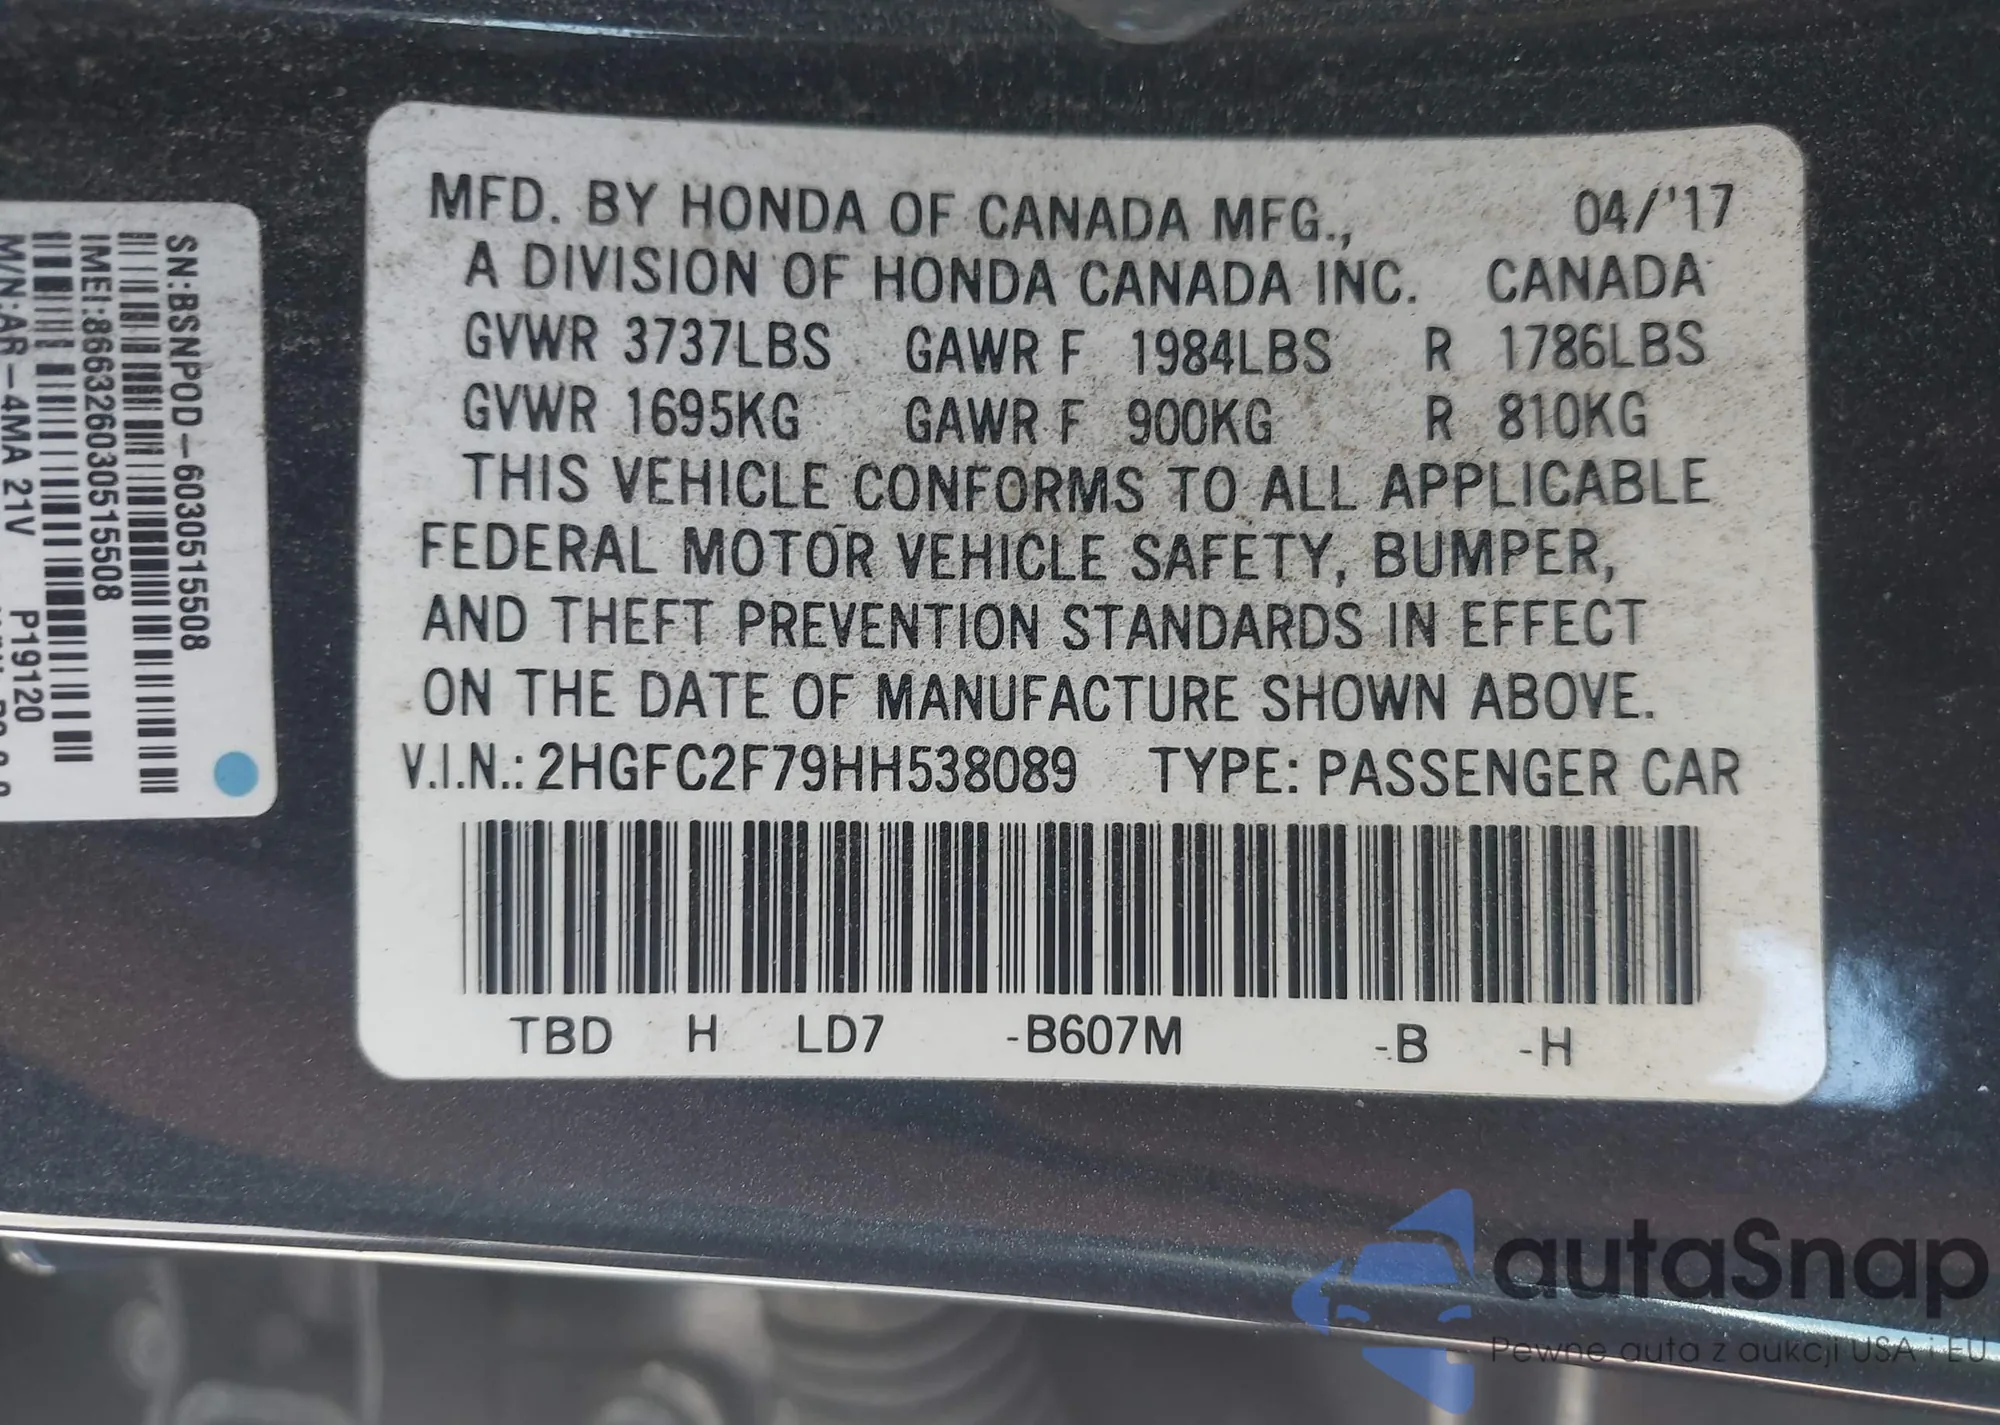 MFD. BY HONDA OF CANADA MFG., 04/'17
A DIVISION OF HONDA CANADA INC. CANADA
GVWR 3737LBS GAWR F 1984LBS R 1786LBS
GVWR 1695KG GAWR F 900KG R 810KG
THIS VEHICLE CONFORMS TO ALL APPLICABLE
FEDERAL MOTOR VEHICLE SAFETY, BUMPER,
AND THEFT PREVENTION STANDARDS IN EFFECT
ON THE DATE OF MANUFACTURE SHOWN ABOVE.
V.I.N.: 2HGFC2F79HH538089 TYPE: PASSENGER CAR
TBD H LD7 -B607M -B -H
SN:BSNPOD-6030515508
IMEI:866326030515508
M/N:AR-4MA 21V P19120
autaSnap
Pewne auta z aukcji USA i EU